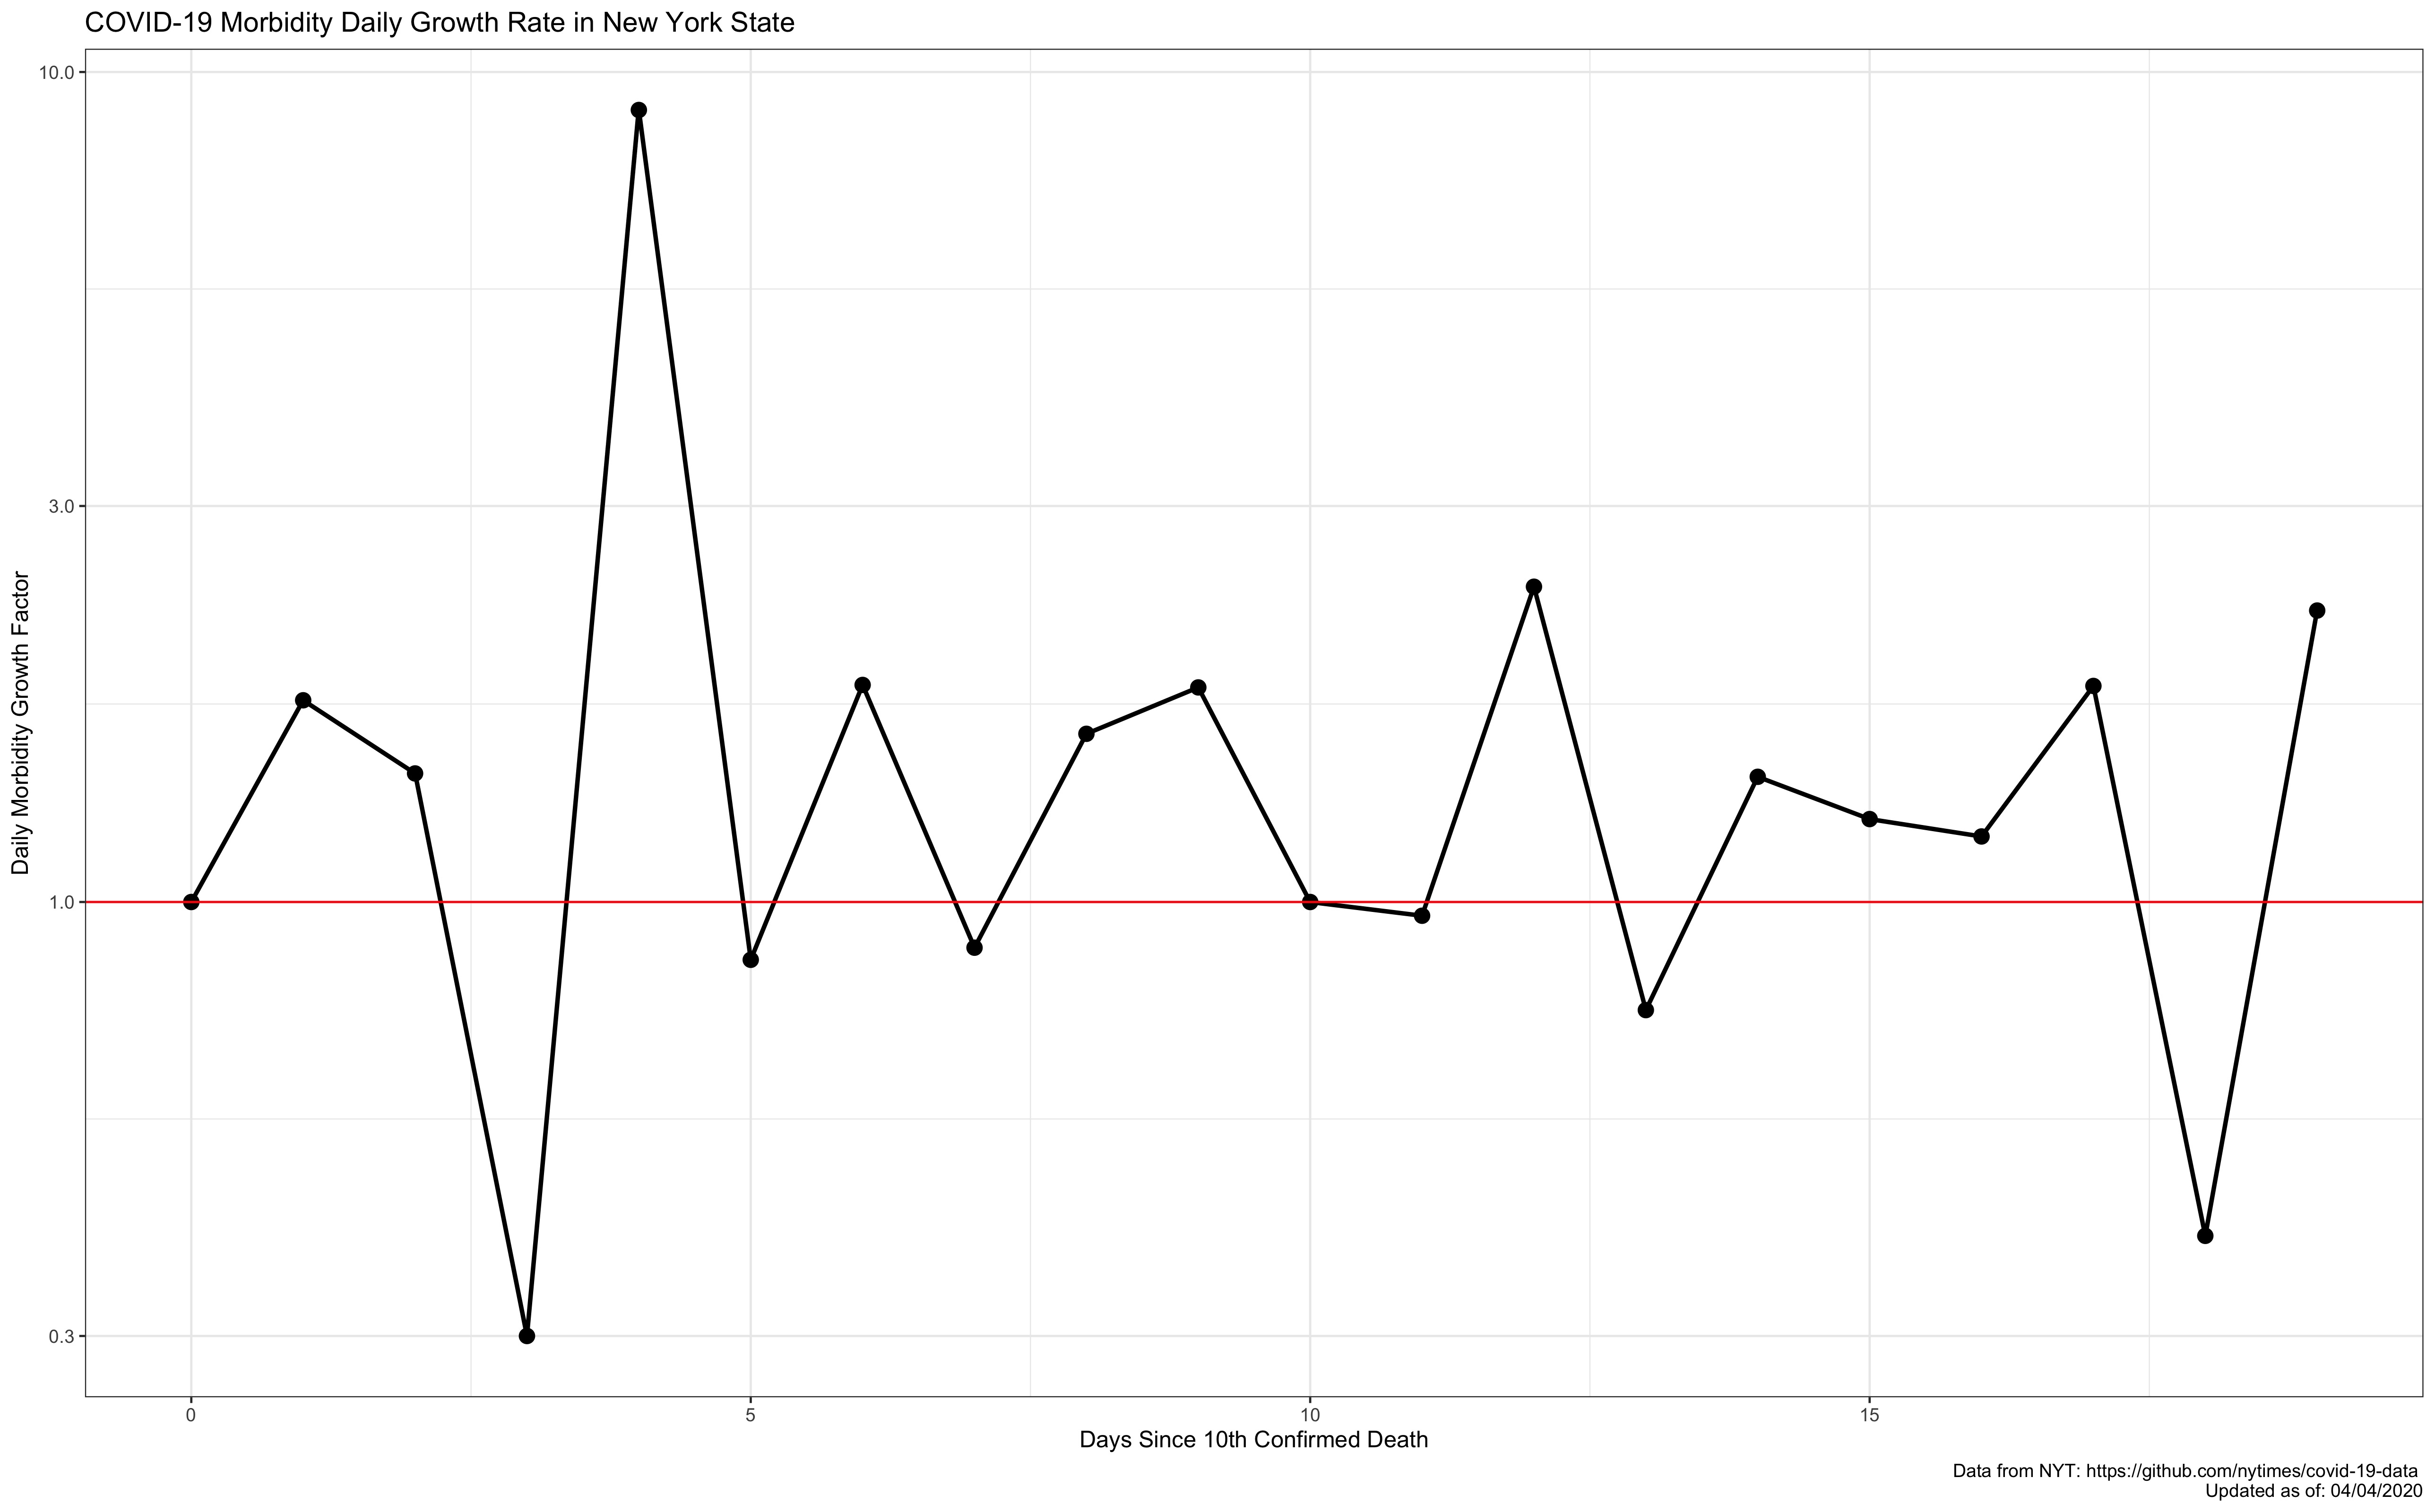 COVID-19 Morbidity Daily Growth Rate in New York State
Daily Morbidity Growth Factor
10.0
3.0
1.0
0.3
0
5
10
15
Days Since 10th Confirmed Death
Data from NYT: https://github.com/nytimes/covid-19-data
Updated as of: 04/04/2020